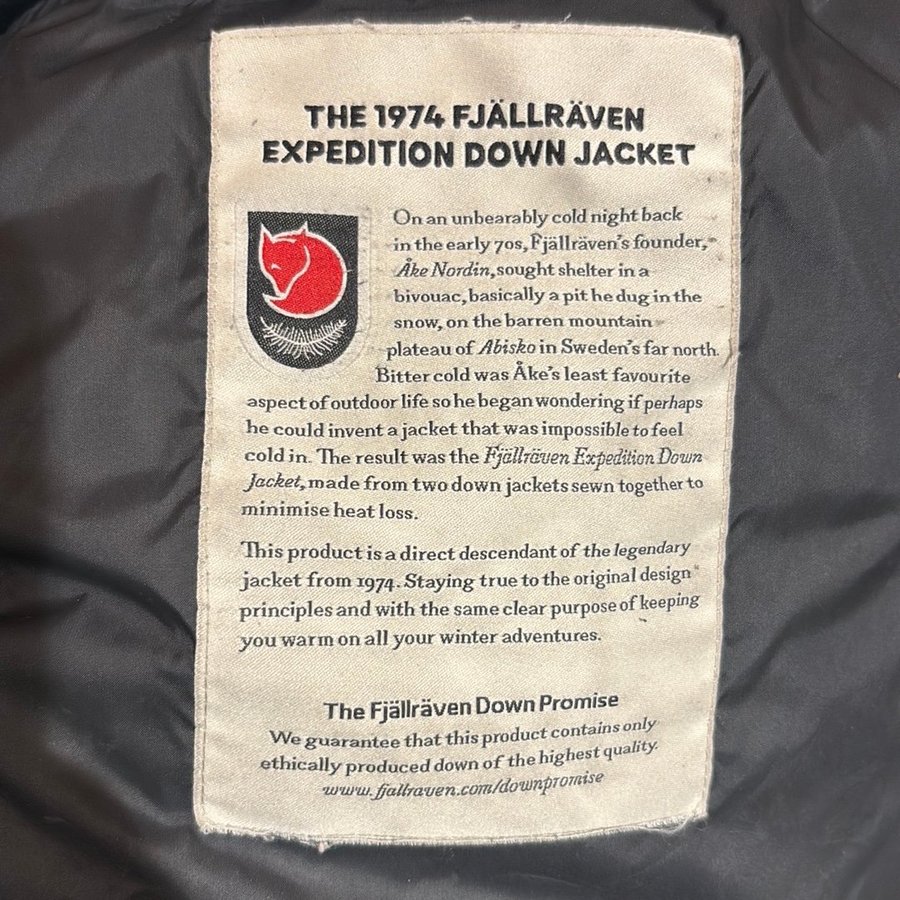 THE 1974 FJÄLLRÄVEN
EXPEDITION DOWN JACKET
On an unbearably cold night back
in the early 70s, Fjällräven's founder,
Åke Nordin, sought shelter in a
bivouac, basically a pit he dug in the
snow, on the barren mountain
plateau of Abisko in Sweden's far north.
Bitter cold was Åke's least favourite
aspect of outdoor life so he began wondering if perhaps
he could invent a jacket that was impossible to feel
cold in. The result was the Fjällräven Expedition Down
Jacket, made from two down jackets sewn together to
minimise heat loss.
This product is a direct descendant of the legendary
jacket from 1974. Staying true to the original design
principles and with the same clear purpose of keeping
you warm on all your winter adventures.
The Fjällräven Down Promise
We guarantee that this product contains only
ethically produced down of the highest quality.
www.fjallraven.com/downpromise